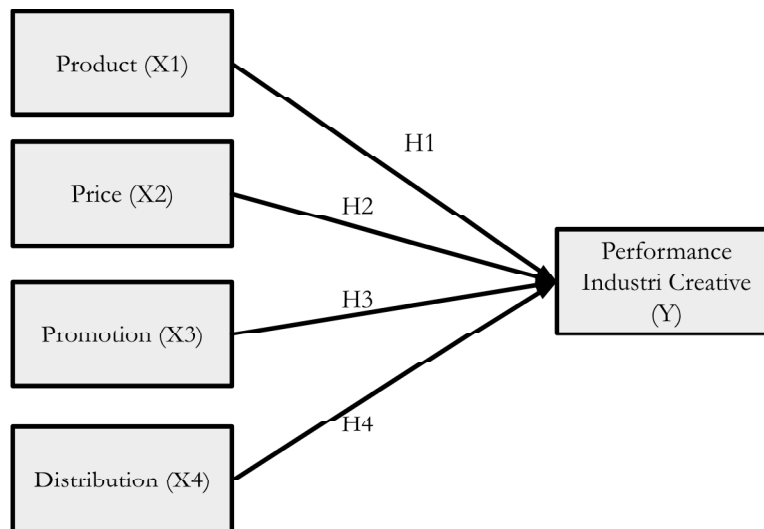 Product (X1)
H1
Price (X2)
H2
Performance
Industri Creative
(Y)
H3
Promotion (X3)
H4
Distribution (X4)